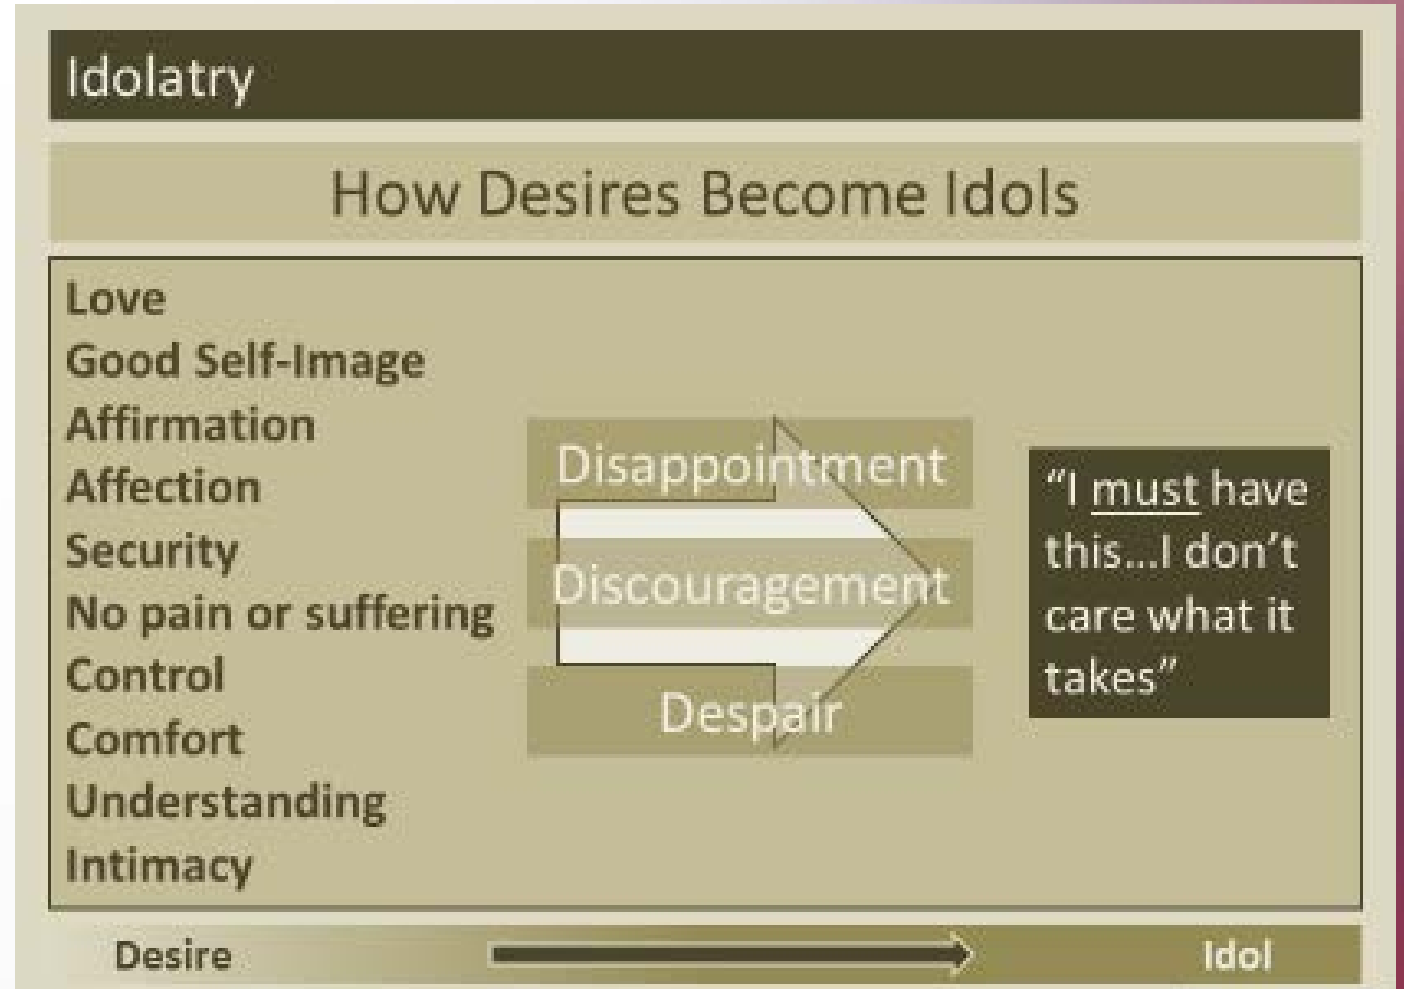 Idolatry
How Desires Become Idols
Love
Good Self-Image
Affirmation
Affection
Security
No pain or suffering
Control
Comfort
Understanding
Intimacy
Disappointment
Discouragement
Despair
“I must have
this...I don’t
care what it
takes”
Desire
Idol